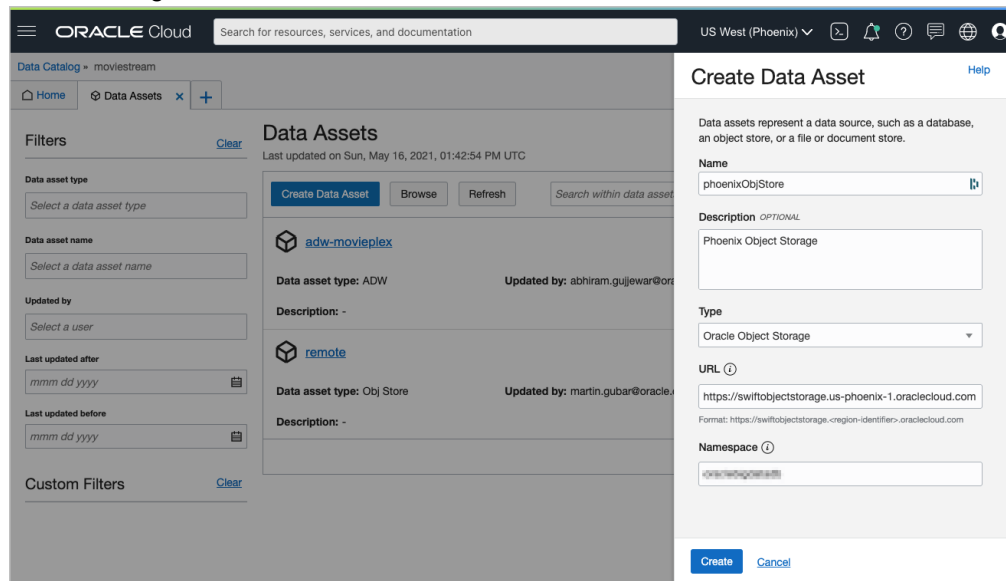 ORACLE Cloud
Search for resources, services, and documentation
US West (Phoenix)
Data Catalog » moviestream
Home
Data Assets
Filters
Clear
Data asset type
Select a data asset type
Data asset name
Select a data asset name
Updated by
Select a user
Last updated after
mmm dd yyyy
Last updated before
mmm dd yyyy
Custom Filters
Clear
Data Assets
Last updated on Sun, May 16, 2021, 01:42:54 PM UTC
Create Data Asset
Browse
Refresh
Search within data asset
adw-movieplex
Data asset type: ADW
Updated by: abhiram.gujjewar@ora
Description: -
remote
Data asset type: Obj Store
Updated by: martin.gubar@oracle.
Description: -
Create Data Asset
Help
Data assets represent a data source, such as a database,
an object store, or a file or document store.
Name
phoenixObjStore
Description OPTIONAL
Phoenix Object Storage
Type
Oracle Object Storage
URL
https://swiftobjectstorage.us-phoenix-1.oraclecloud.com
Format: https://swiftobjectstorage.<region-identifier>.oraclecloud.com
Namespace
Create
Cancel